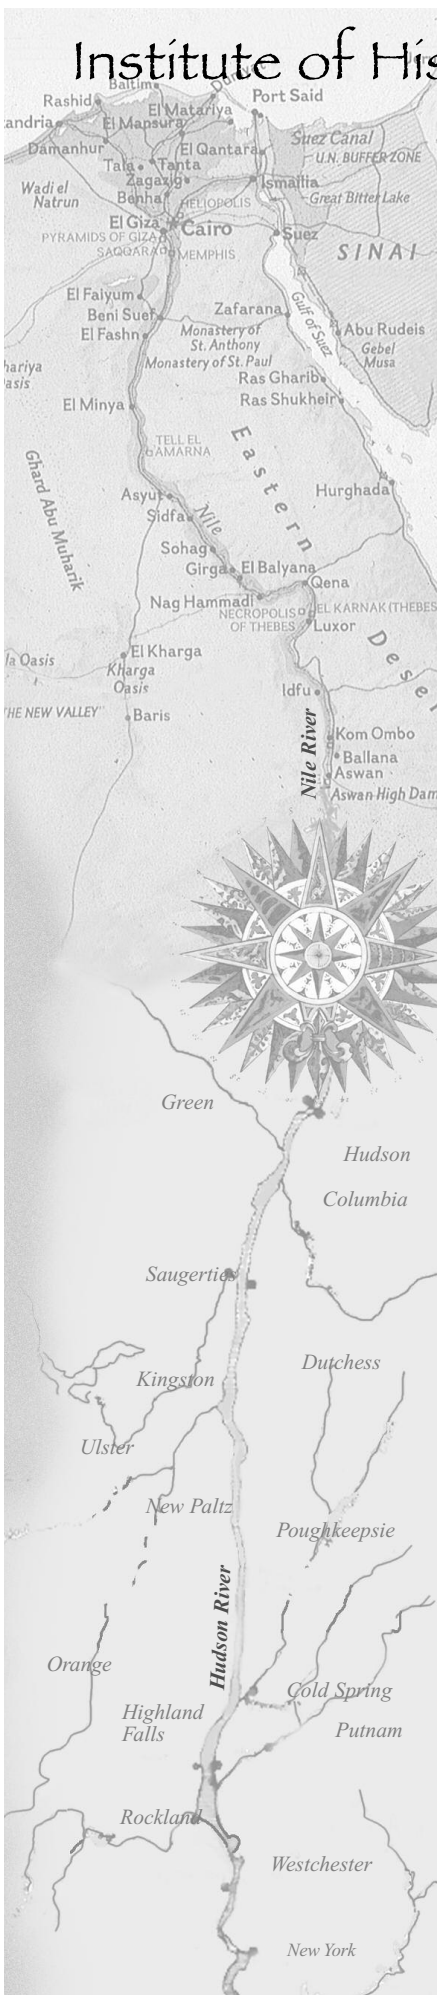 Institute of His
Baltim
Rashid
Port Said
El Matariya
andria
El Mansura
Suez Canal
Damanhur
El Qantara
U.N. BUFFER ZONE
Tala
Tanta
Zagazig
Ismailia
Wadi el
Natrun
Benha
HELIOPOLIS
Great Bitter Lake
El Giza
Cairo
PYRAMIDS OF GIZA
Suez
SAQQARA
MEMPHIS
SINAI
El Faiyum
Beni Suef
Zafarana
Gulf of Suez
El Fashn
Monastery of
St. Anthony
Abu Rudeis
Gebel
Musa
hariya
asis
Monastery of St. Paul
Ras Gharib
El Minya
Ras Shukheir
TELL EL
AMARNA
Eastern
Ghard Abu Muharik
Asyut
Hurghada
Sidfa
Nile
Sohag
Girga
El Balyana
Qena
Nag Hammadi
NECROPOLIS
OF THEBES
EL KARNAK (THEBES
Luxor
la Oasis
El Kharga
Kharga
Oasis
Deser
Idfu
THE NEW VALLEY"
Baris
Nile River
Kom Ombo
Ballana
Aswan
Aswan High Dam
Green
Hudson
Columbia
Saugerties
Dutchess
Kingston
Ulster
New Paltz
Poughkeepsie
Hudson River
Orange
Cold Spring
Highland
Falls
Putnam
Rockland
Westchester
New York